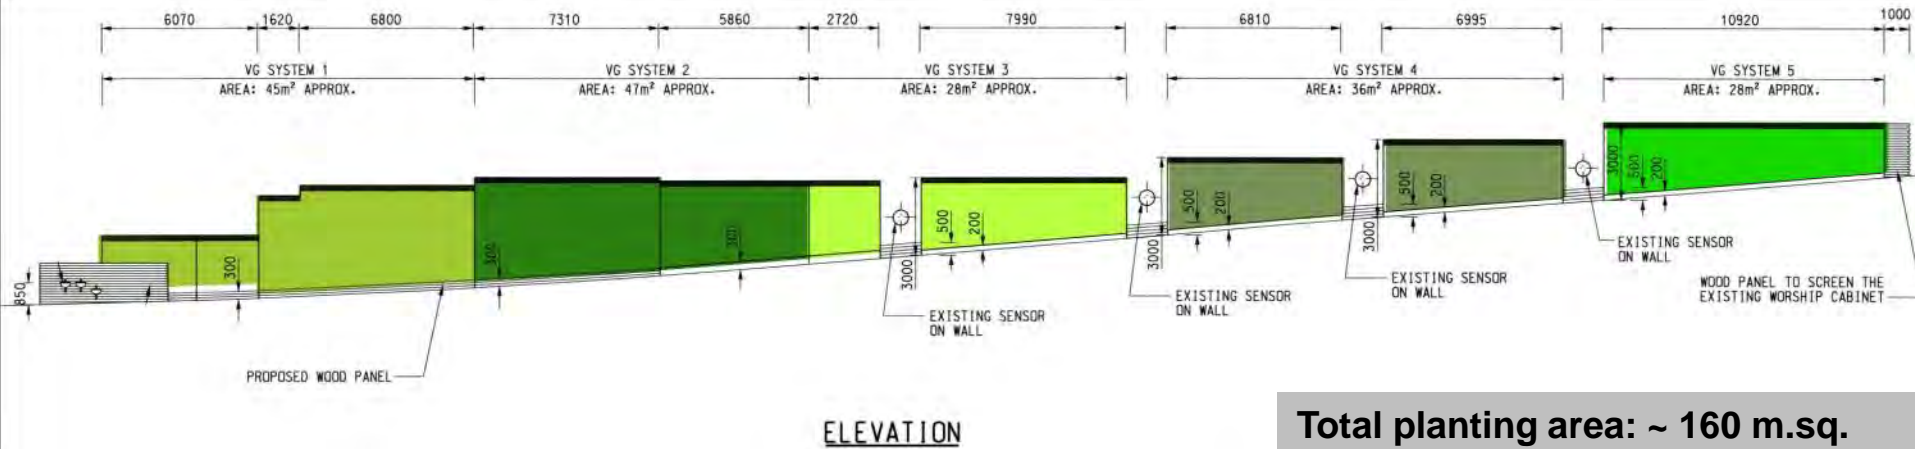 6070 1620 6800 7310 5860 2720 7990 6810 6995 10920 1000
VG SYSTEM 1
AREA: 45m² APPROX.
VG SYSTEM 2
AREA: 47m² APPROX.
VG SYSTEM 3
AREA: 28m² APPROX.
VG SYSTEM 4
AREA: 36m² APPROX.
VG SYSTEM 5
AREA: 28m² APPROX.
850
300
300
300
3000
500
200
3000
500
200
3000
500
200
3000
500
200
PROPOSED WOOD PANEL
EXISTING SENSOR
ON WALL
EXISTING SENSOR
ON WALL
EXISTING SENSOR
ON WALL
EXISTING SENSOR
ON WALL
WOOD PANEL TO SCREEN THE
EXISTING WORSHIP CABINET
ELEVATION
Total planting area: ~ 160 m.sq.